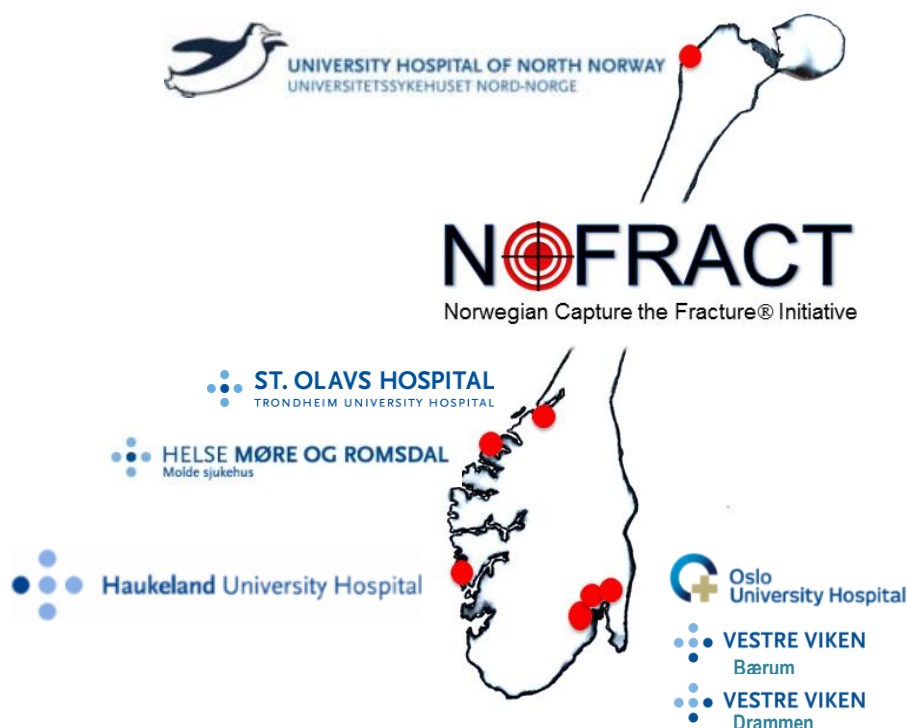 UNIVERSITY HOSPITAL OF NORTH NORWAY
UNIVERSITETSSYKEHUSET NORD-NORGE
NOFRACT
Norwegian Capture the Fracture® Initiative
ST. OLAVS HOSPITAL
TRONDHEIM UNIVERSITY HOSPITAL
HELSE MØRE OG ROMSDAL
Molde sjukehus
Haukeland University Hospital
Oslo
University Hospital
VESTRE VIKEN
Bærum
VESTRE VIKEN
Drammen